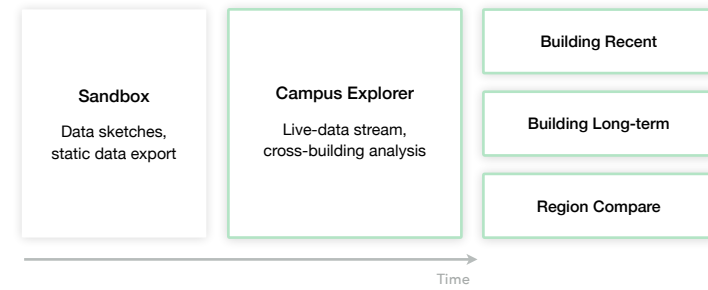 Sandbox
Data sketches,
static data export
Campus Explorer
Live-data stream,
cross-building analysis
Building Recent
Building Long-term
Region Compare
Time